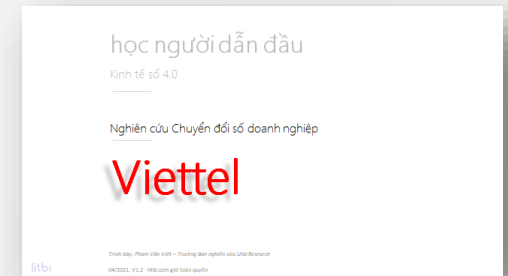 học người dẫn đầu
Kinh tế số 4.0
Nghiên cứu Chuyển đổi số doanh nghiệp
Viettel
Trình bày: Phạm Văn Việt – Trưởng Ban nghiên cứu Litbi Research
04/2021, V1.2 - litbi.com giữ toàn quyền
litbi